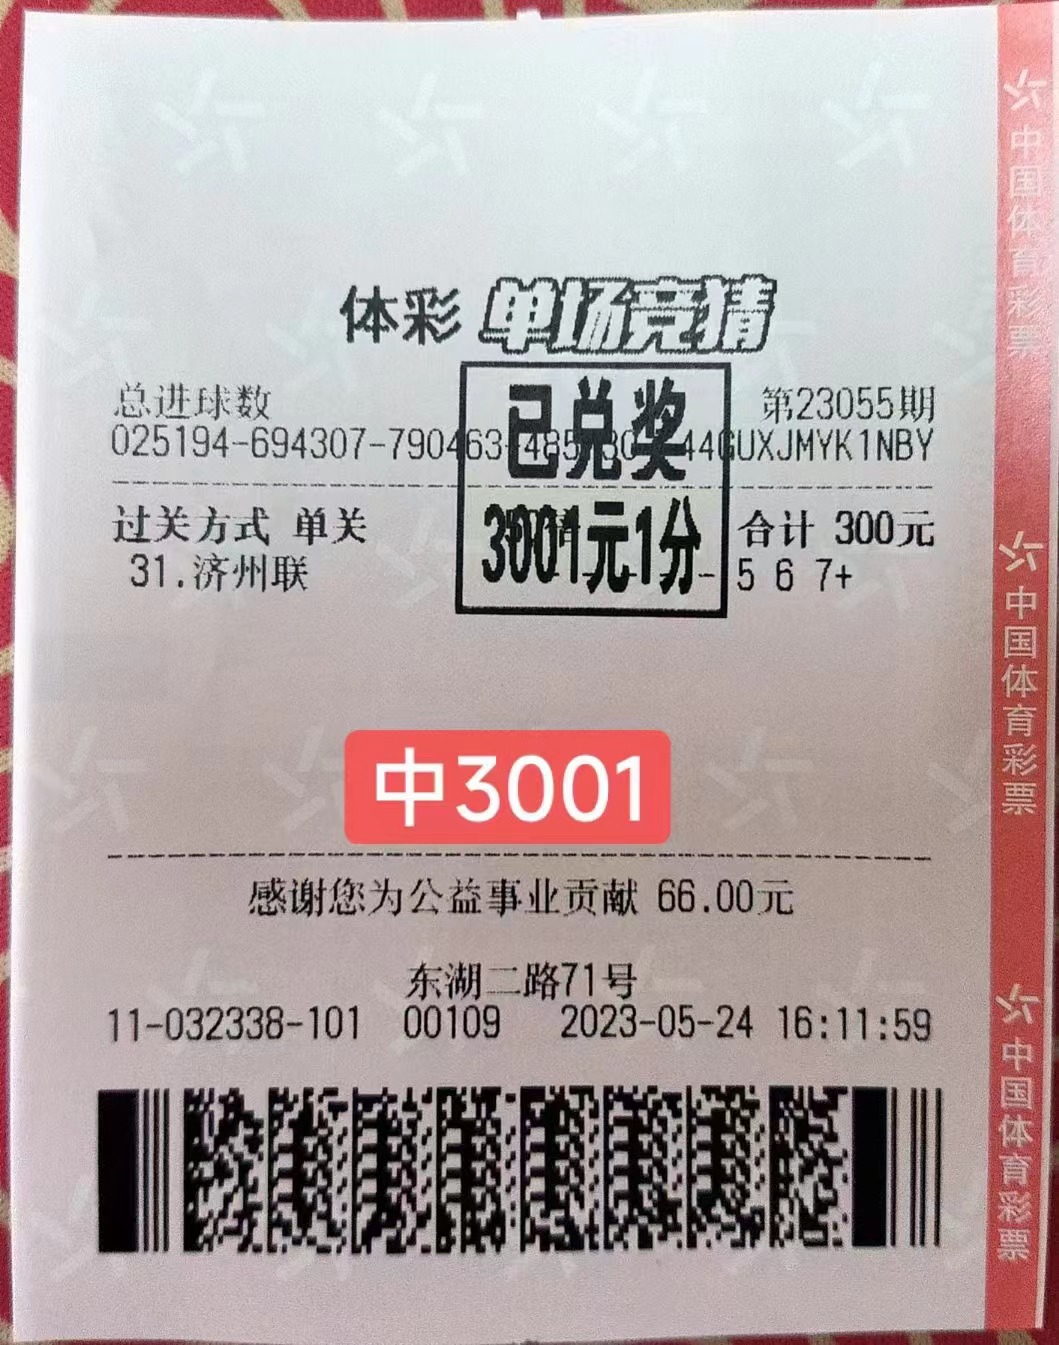 体彩 单场竞猜
总进球数 第23055期
025194-694307-790463-485 30 44GUXJMYK1NBY
已兑奖
3001元1分
过关方式 单关 合计 300元
31.济州联 5 6 7+
中3001
感谢您为公益事业贡献 66.00元
东湖二路71号
11-032338-101 00109 2023-05-24 16:11:59
中国体育彩票
中国体育彩票
中国体育彩票